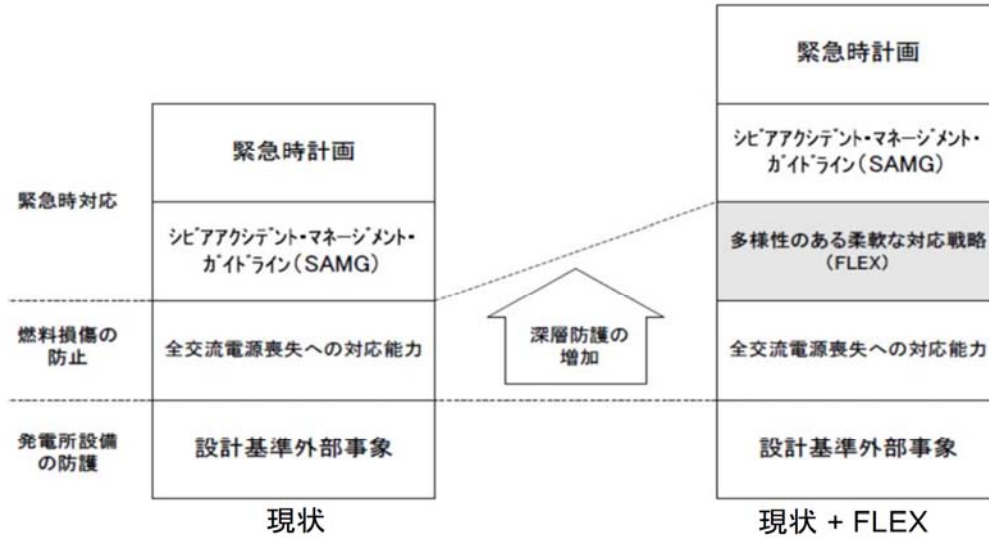 緊急時対応
燃料損傷の
防止
発電所設備
の防護
緊急時計画
シビアアクシデント・マネージメント・
ガイドライン(SAMG)
全交流電源喪失への対応能力
設計基準外部事象
現状
深層防護の
増加
緊急時計画
シビアアクシデント・マネージメント・
ガイドライン(SAMG)
多様性のある柔軟な対応戦略
(FLEX)
全交流電源喪失への対応能力
設計基準外部事象
現状 + FLEX